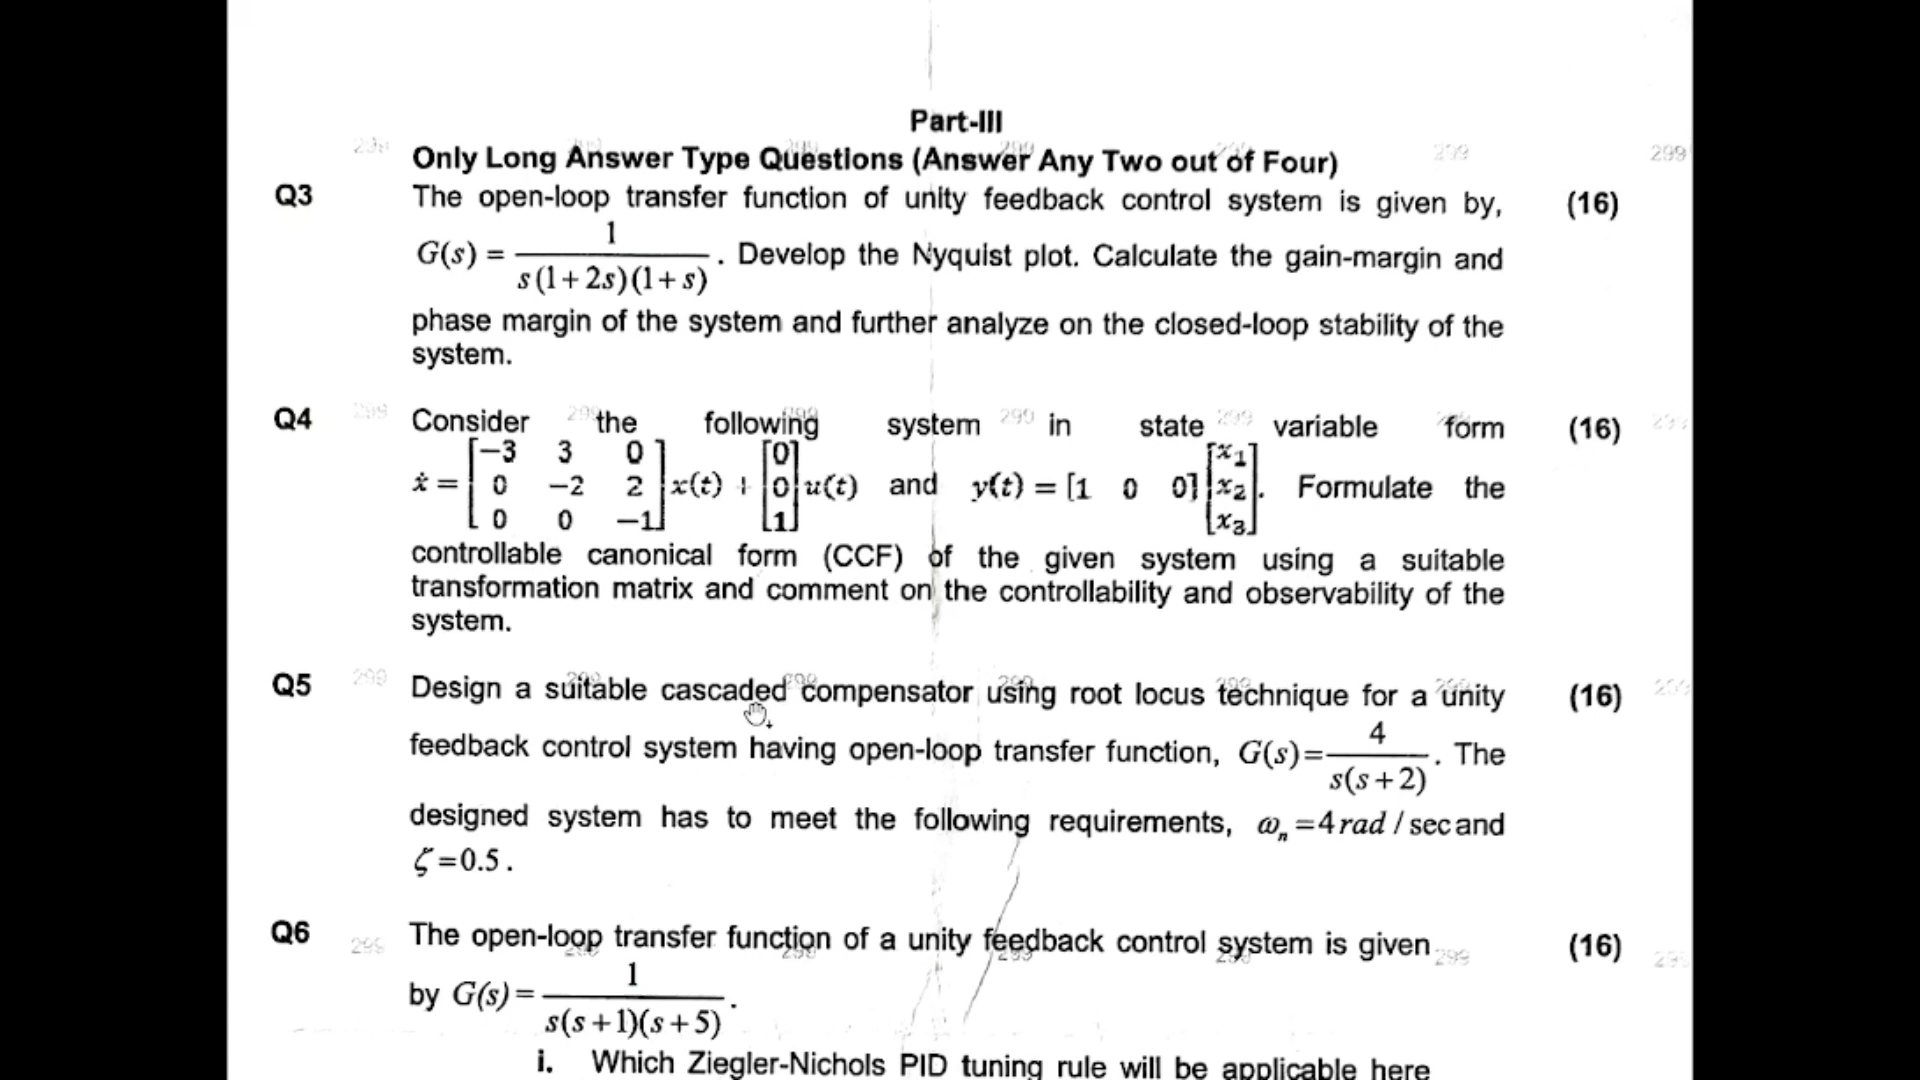 Part-III
Only Long Answer Type Questions (Answer Any Two out of Four)
Q3 The open-loop transfer function of unity feedback control system is given by, (16)
G(s) = 1 / s(1+2s)(1+s) . Develop the Nyquist plot. Calculate the gain-margin and
phase margin of the system and further analyze on the closed-loop stability of the
system.
Q4 Consider the following system in state variable form (16)
ẋ = [−3 3 0; 0 −2 2; 0 0 −1] x(t) + [0; 0; 1] u(t) and y(t) = [1 0 0] [x₁; x₂; x₃]. Formulate the
controllable canonical form (CCF) of the given system using a suitable
transformation matrix and comment on the controllability and observability of the
system.
Q5 Design a suitable cascaded compensator using root locus technique for a unity (16)
feedback control system having open-loop transfer function, G(s)= 4 / s(s+2) . The
designed system has to meet the following requirements, ωₙ=4 rad / sec and
ζ=0.5.
Q6 The open-loop transfer function of a unity feedback control system is given (16)
by G(s)= 1 / s(s+1)(s+5) .
i. Which Ziegler-Nichols PID tuning rule will be applicable here